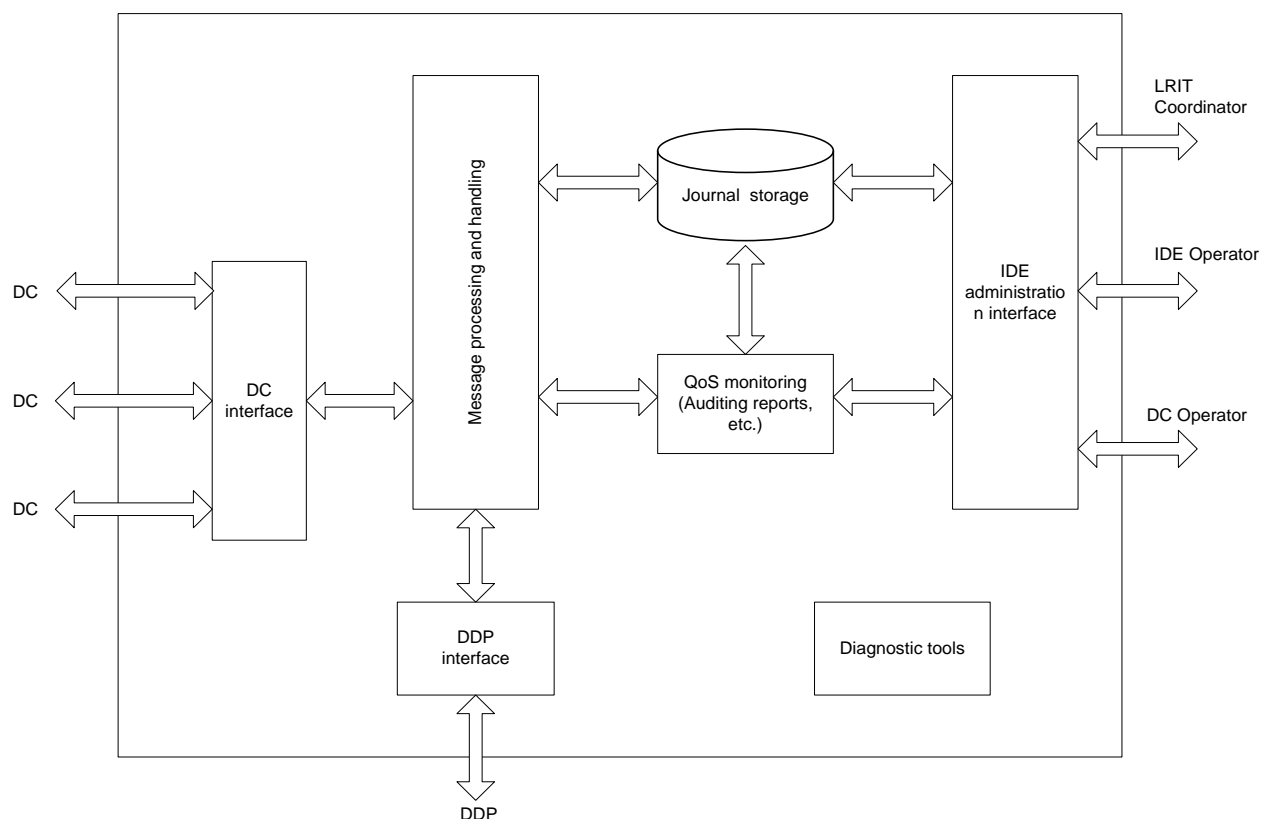 LRIT
Coordinator
Message processing and handling
Journal storage
IDE Operator
IDE
administratio
n interface
DC
DC
interface
QoS monitoring
(Auditing reports,
etc.)
DC
DC Operator
DC
DDP
interface
Diagnostic tools
DDP